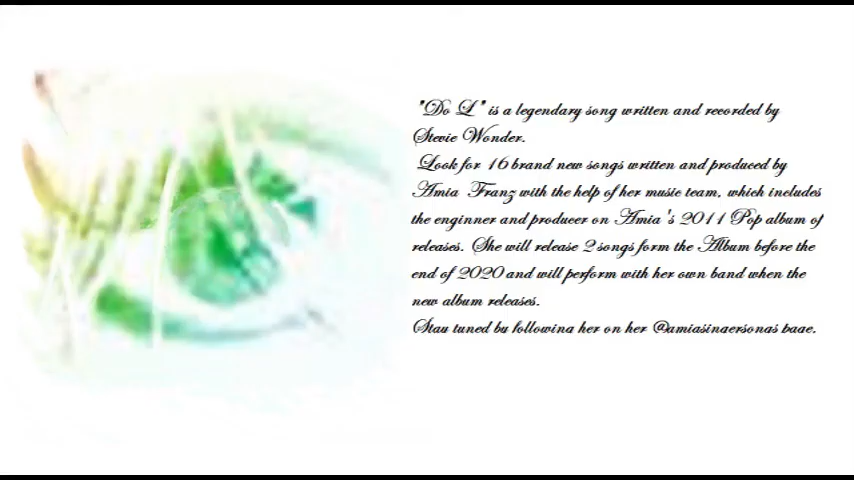 "Do I" is a legendary song written and recorded by
Stevie Wonder.
Look for 16 brand new songs written and produced by
Amia Franz with the help of her music team, which includes
the enginner and producer on Amia's 2011 Pop album of
releases. She will release 2 songs form the Album before the
end of 2020 and will perform with her own band when the
new album releases.
Stay tuned by following her on her page.